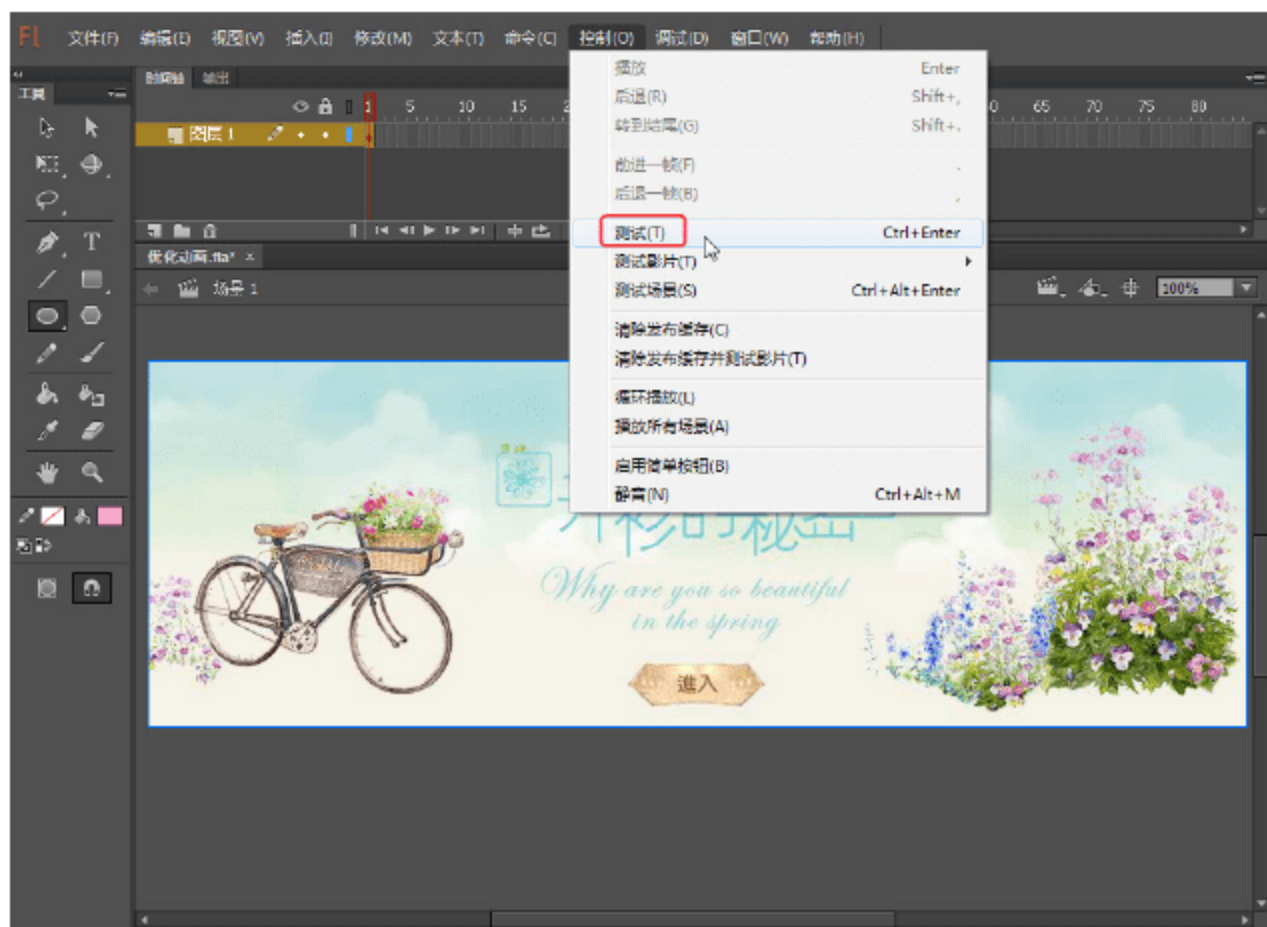 Fl 文件(F) 编辑(E) 视图(V) 插入(I) 修改(M) 文本(T) 命令(C) 控制(O) 调试(D) 窗口(W) 帮助(H)
工具
时间轴 输出
1 5 10 15 2 0 65 70 75 80
图层 1
优化动画.fla* ×
场景 1
100%
播放 Enter
后退(R) Shift+,
转到结尾(G) Shift+.
前进一帧(F) .
后退一帧(B) ,
测试(T) Ctrl+Enter
测试影片(T)
测试场景(S) Ctrl+Alt+Enter
清除发布缓存(C)
清除发布缓存并测试影片(T)
循环播放(L)
播放所有场景(A)
启用简单按钮(B)
静音(N) Ctrl+Alt+M
的秘密
Why are you so beautiful
in the spring
進入